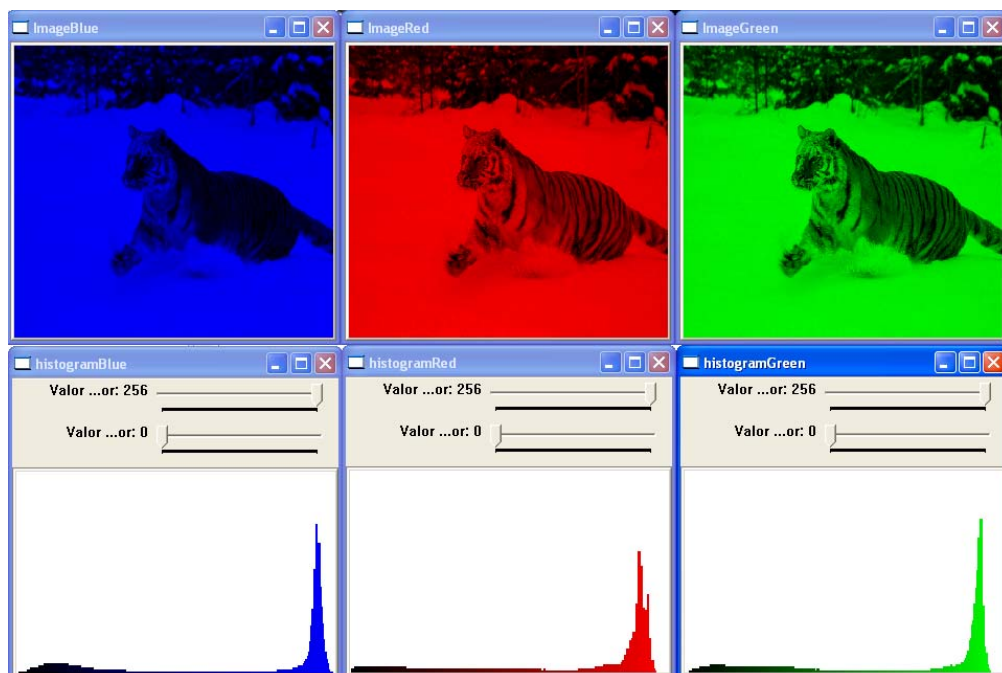 ImageBlue
ImageRed
ImageGreen
histogramBlue
Valor ...or: 256
Valor ...or: 0
histogramRed
Valor ...or: 256
Valor ...or: 0
histogramGreen
Valor ...or: 256
Valor ...or: 0